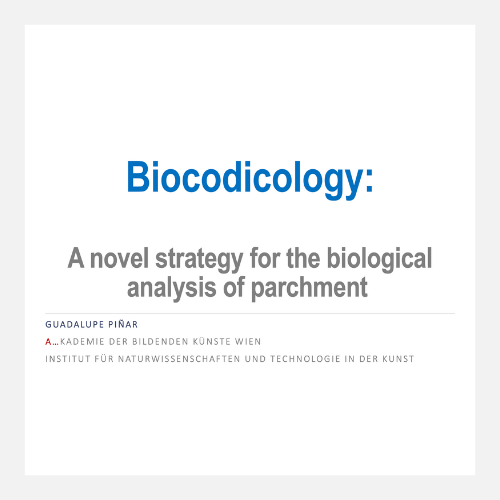 Biocodicology:
A novel strategy for the biological
analysis of parchment
GUADALUPE PIÑAR
A...KADEMIE DER BILDENDEN KÜNSTE WIEN
INSTITUT FÜR NATURWISSENSCHAFTEN UND TECHNOLOGIE IN DER KUNST